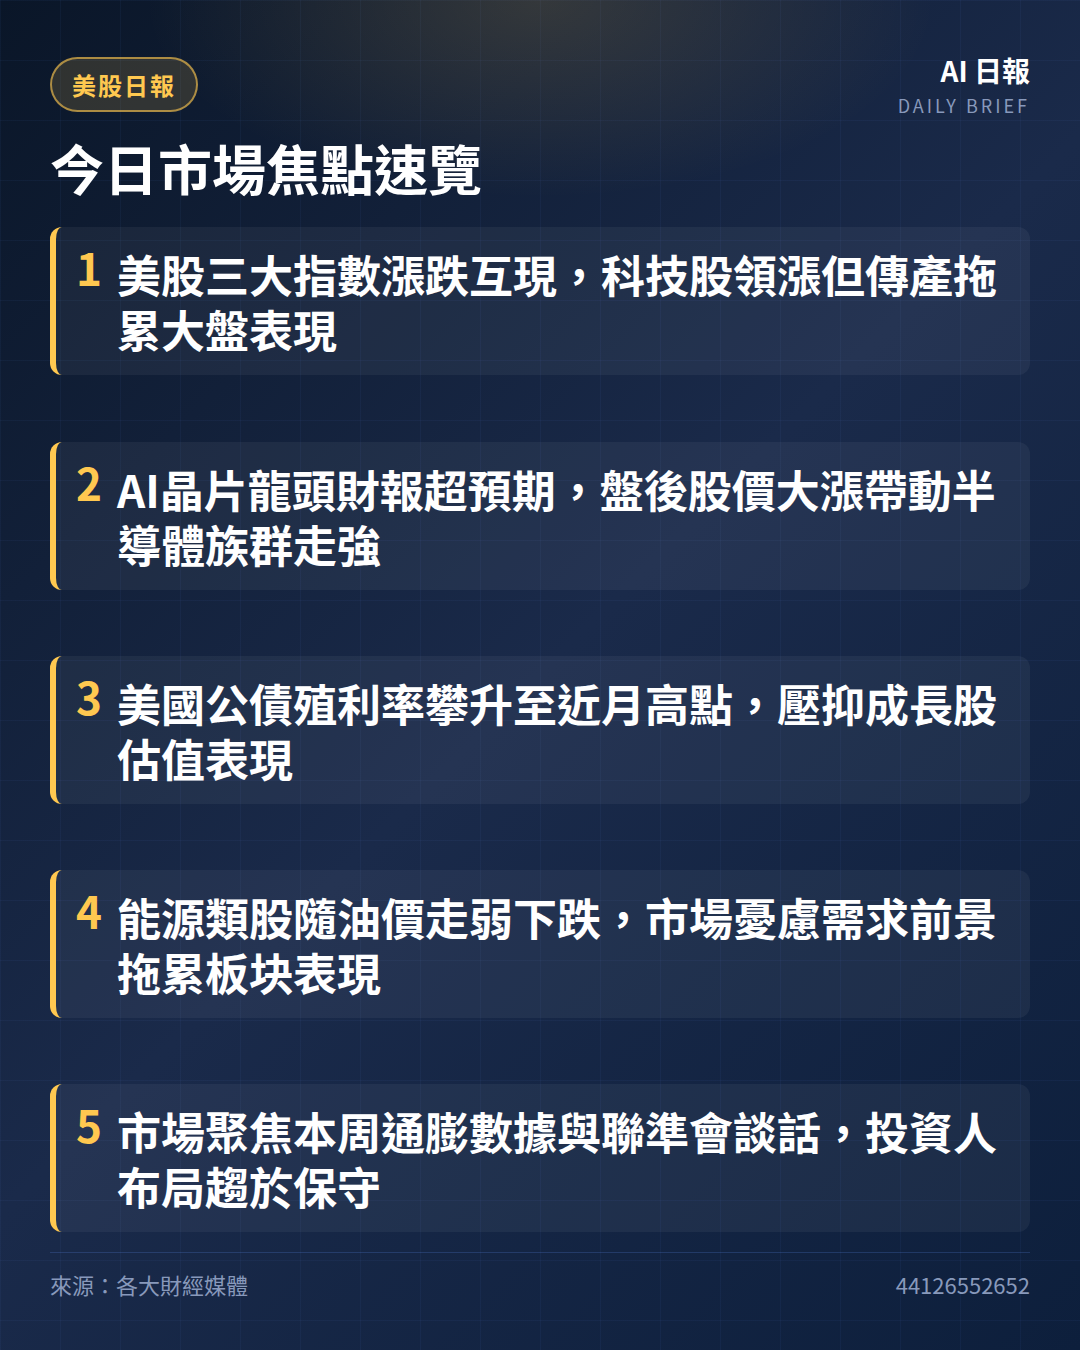 美股日報
AI 日報
DAILY BRIEF
今日市場焦點速覽
1 美股三大指數漲跌互現，科技股領漲但傳產拖
累大盤表現
2 AI晶片龍頭財報超預期，盤後股價大漲帶動半
導體族群走強
3 美國公債殖利率攀升至近月高點，壓抑成長股
估值表現
4 能源類股隨油價走弱下跌，市場憂慮需求前景
拖累板块表現
5 市場聚焦本周通膨數據與聯準會談話，投資人
布局趨於保守
來源：各大財經媒體
44126552652